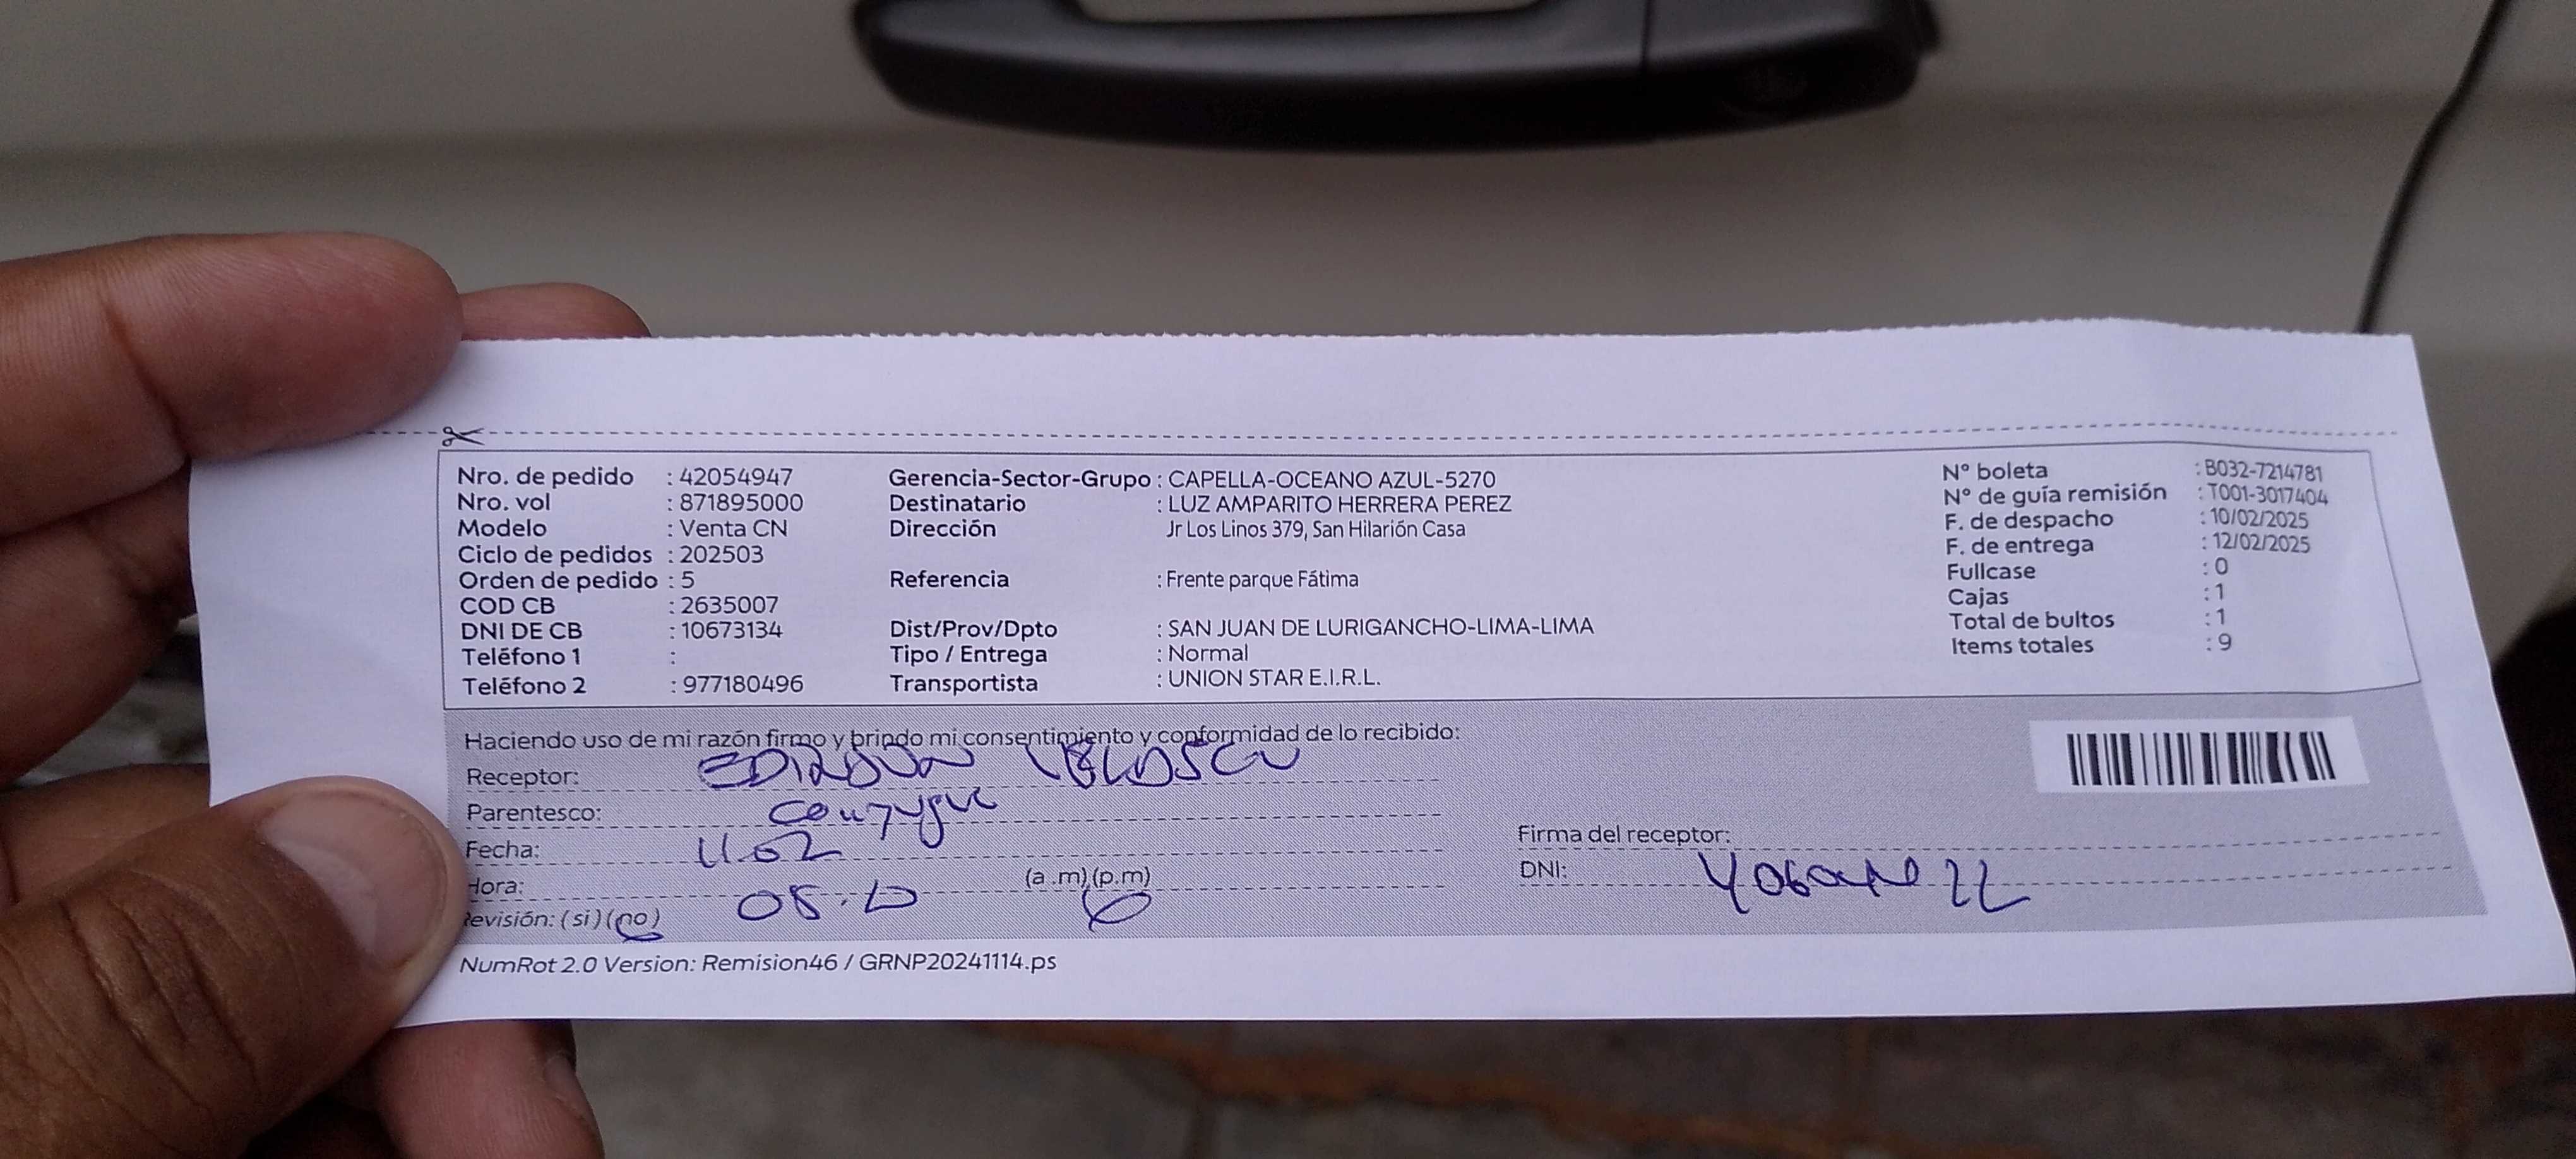 Nro. de pedido : 42054947 Gerencia-Sector-Grupo : CAPELLA-OCEANO AZUL-5270 N° boleta : B032-7214781
Nro. vol : 871895000 Destinatario : LUZ AMPARITO HERRERA PEREZ N° de guía remisión : T001-3017404
Modelo : Venta CN Dirección Jr Los Linos 379, San Hilarión Casa F. de despacho : 10/02/2025
Ciclo de pedidos : 202503 F. de entrega : 12/02/2025
Orden de pedido : 5 Referencia : Frente parque Fátima Fullcase : 0
COD CB : 2635007 Cajas : 1
DNI DE CB : 10673134 Dist/Prov/Dpto : SAN JUAN DE LURIGANCHO-LIMA-LIMA Total de bultos : 1
Teléfono 1 : Tipo / Entrega : Normal Items totales : 9
Teléfono 2 : 977180496 Transportista : UNION STAR E.I.R.L.
Haciendo uso de mi razón firmo y brindo mi consentimiento y conformidad de lo recibido:
Receptor:
Parentesco:
Fecha: 11.02 Firma del receptor:
Hora: (a .m) (p.m) DNI:
Revisión: (si) (no)
NumRot 2.0 Version: Remision46 / GRNP20241114.ps